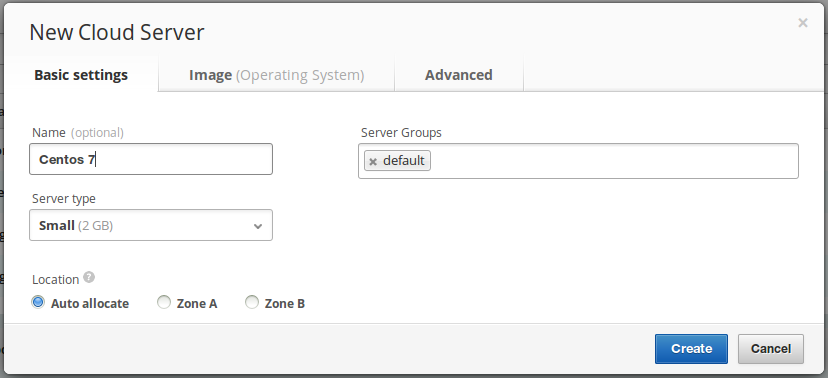 New Cloud Server
×
Basic settings
Image (Operating System)
Advanced
Name (optional)
Server Groups
Centos 7
× default
Server type
Small (2 GB)
Location ?
Auto allocate
Zone A
Zone B
Create
Cancel